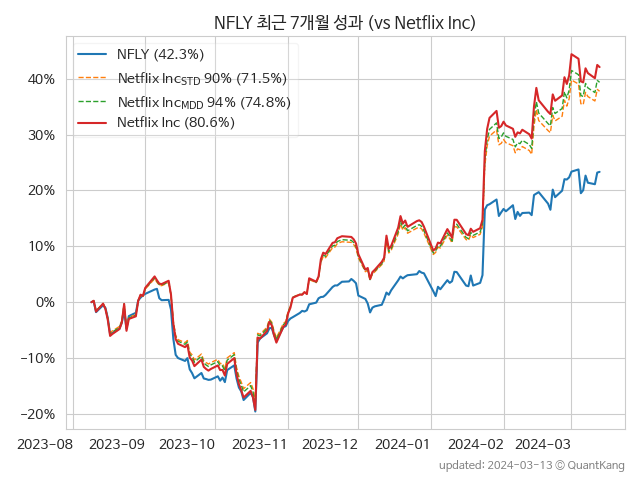 NFLY 최근 7개월 성과 (vs Netflix Inc)
NFLY (42.3%)
Netflix Inc_STD 90% (71.5%)
Netflix Inc_MDD 94% (74.8%)
Netflix Inc (80.6%)
40%
30%
20%
10%
0%
−10%
−20%
2023-08 2023-09 2023-10 2023-11 2023-12 2024-01 2024-02 2024-03
updated: 2024-03-13 © QuantKang